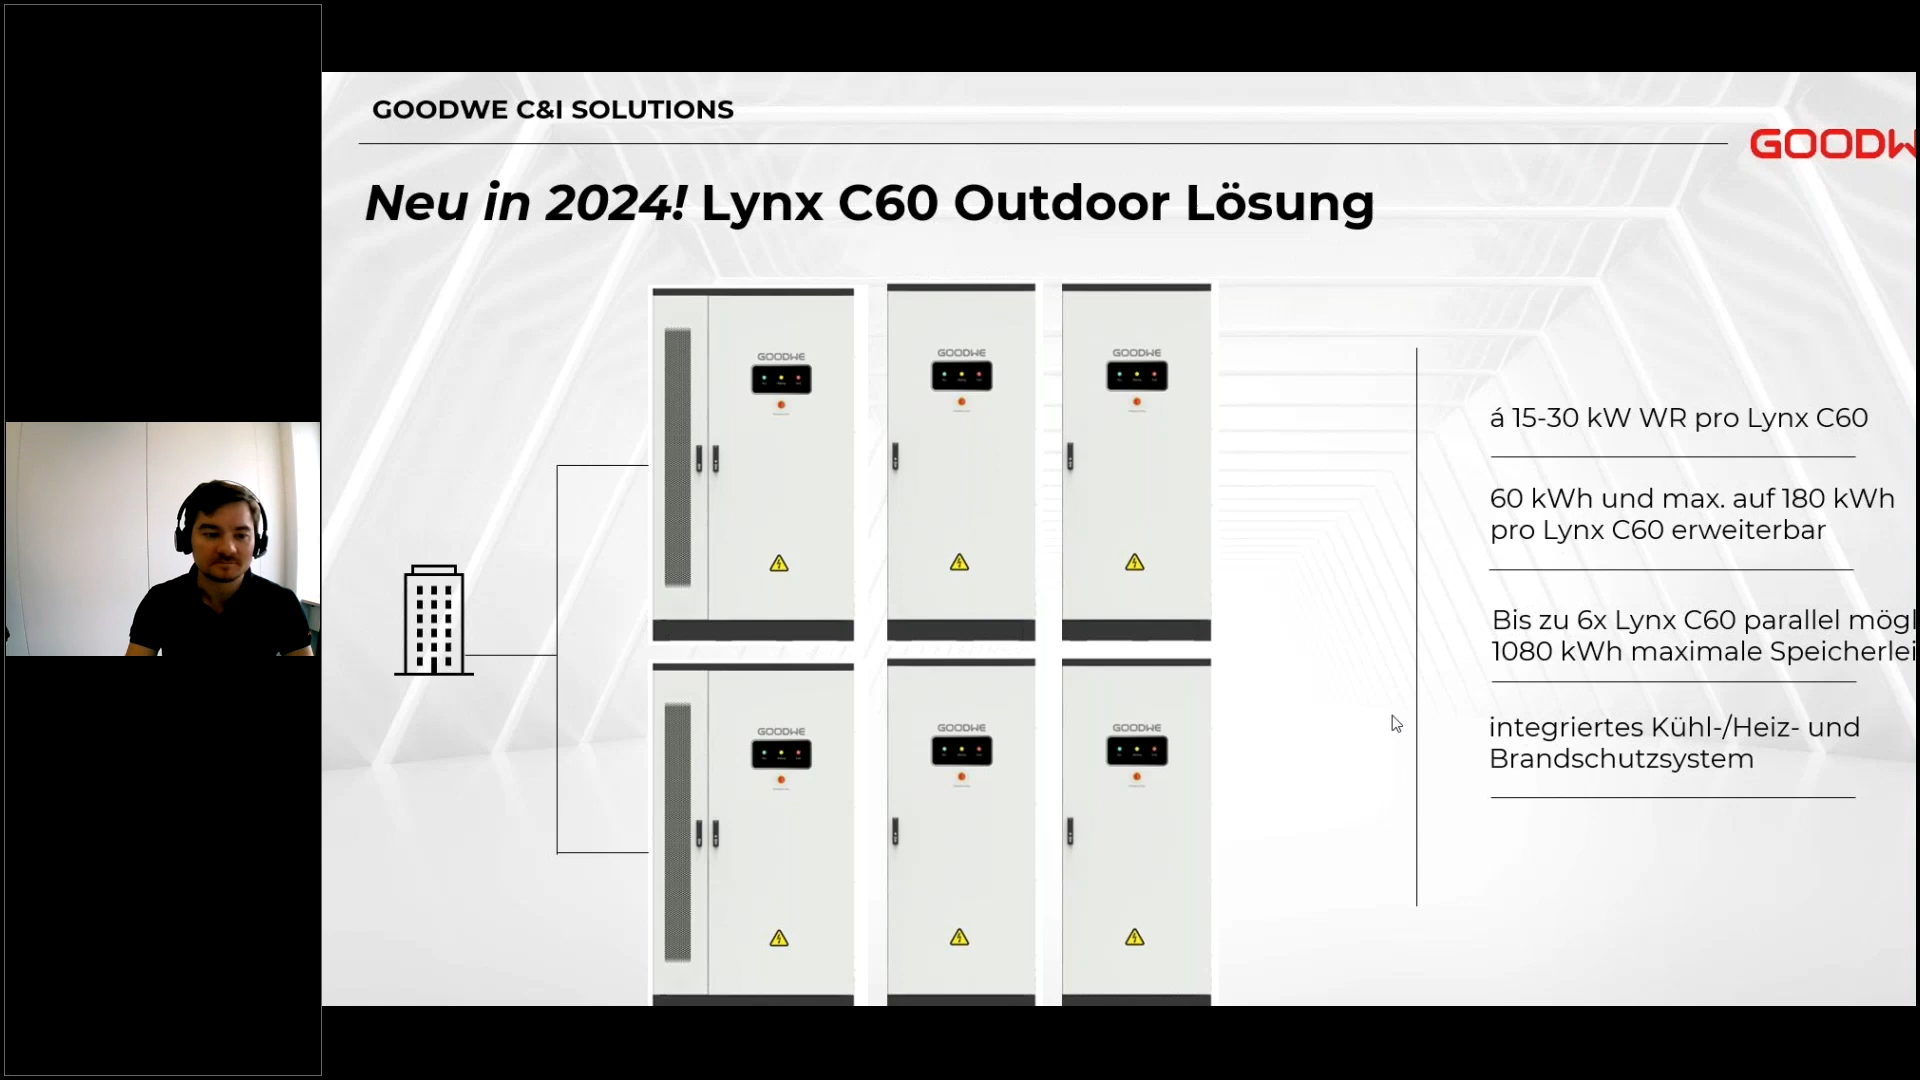 GOODWE C&I SOLUTIONS
GOODW
Neu in 2024! Lynx C60 Outdoor Lösung
GOODWE
GOODWE
GOODWE
á 15-30 kW WR pro Lynx C60
60 kWh und max. auf 180 kWh
pro Lynx C60 erweiterbar
Bis zu 6x Lynx C60 parallel mögl
1080 kWh maximale Speicherlei
integriertes Kühl-/Heiz- und
Brandschutzsystem
GOODWE
GOODWE
GOODWE